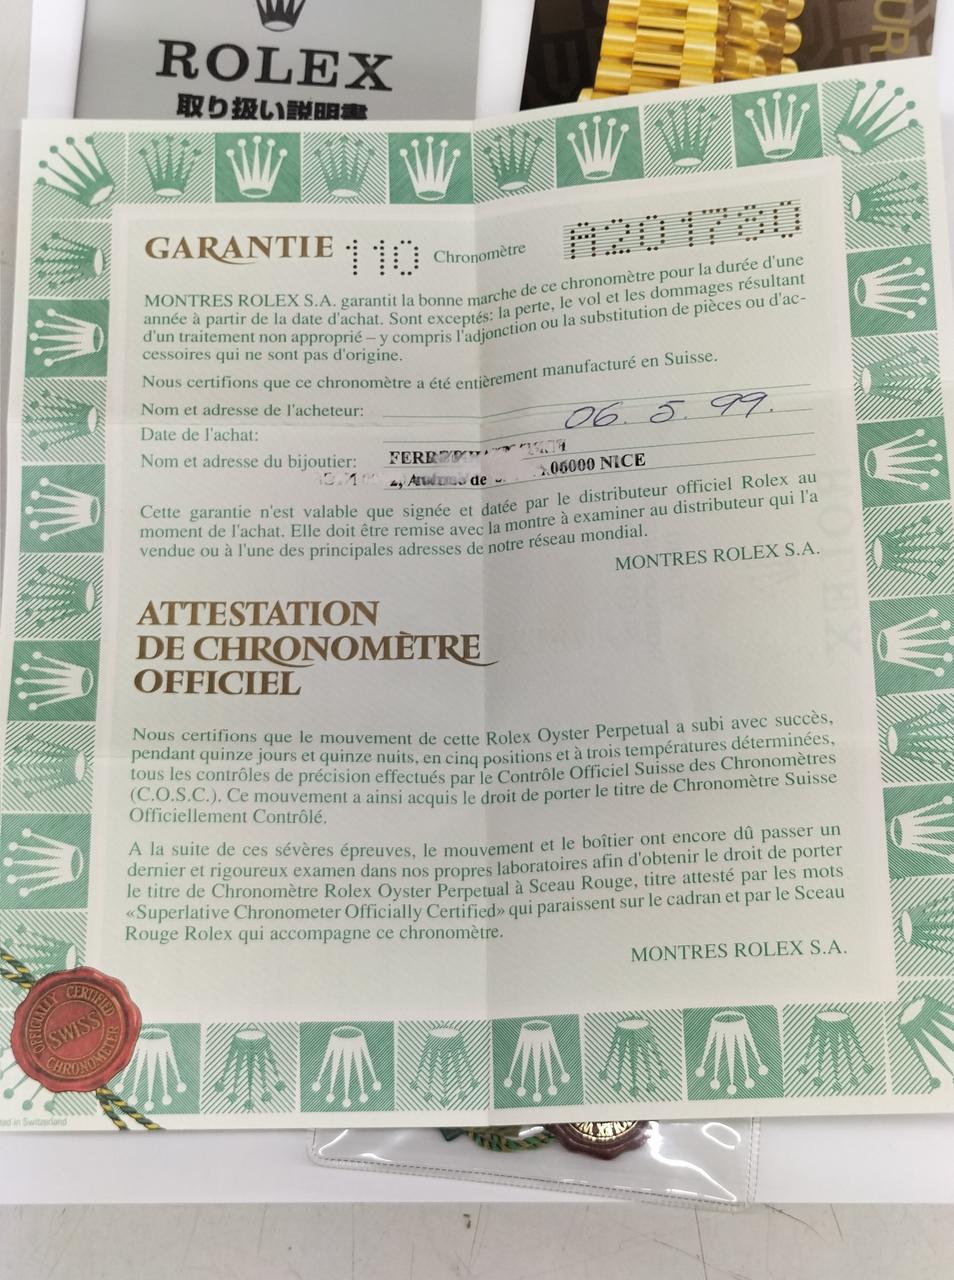 ROLEX
取り扱い説明書
GARANTIE 110 Chronomètre A201780
MONTRES ROLEX S.A. garantit la bonne marche de ce chronomètre pour la durée d'une
année à partir de la date d'achat. Sont exceptés: la perte, le vol et les dommages résultant
d'un traitement non approprié – y compris l'adjonction ou la substitution de pièces ou d'ac-
cessoires qui ne sont pas d'origine.
Nous certifions que ce chronomètre a été entièrement manufacturé en Suisse.
Nom et adresse de l'acheteur:
06. 5. 99.
Date de l'achat:
Nom et adresse du bijoutier:
06000 NICE
Cette garantie n'est valable que signée et datée par le distributeur officiel Rolex au
moment de l'achat. Elle doit être remise avec la montre à examiner au distributeur qui l'a
vendue ou à l'une des principales adresses de notre réseau mondial.
MONTRES ROLEX S.A.
ATTESTATION
DE CHRONOMÈTRE
OFFICIEL
Nous certifions que le mouvement de cette Rolex Oyster Perpetual a subi avec succès,
pendant quinze jours et quinze nuits, en cinq positions et à trois températures déterminées,
tous les contrôles de précision effectués par le Contrôle Officiel Suisse des Chronomètres
(C.O.S.C.). Ce mouvement a ainsi acquis le droit de porter le titre de Chronomètre Suisse
Officiellement Contrôlé.
A la suite de ces sévères épreuves, le mouvement et le boîtier ont encore dû passer un
dernier et rigoureux examen dans nos propres laboratoires afin d'obtenir le droit de porter
le titre de Chronomètre Rolex Oyster Perpetual à Sceau Rouge, titre attesté par les mots
«Superlative Chronometer Officially Certified» qui paraissent sur le cadran et par le Sceau
Rouge Rolex qui accompagne ce chronomètre.
MONTRES ROLEX S.A.
OFFICIALLY CERTIFIED
SWISS
CHRONOMETER
ted in Switzerland